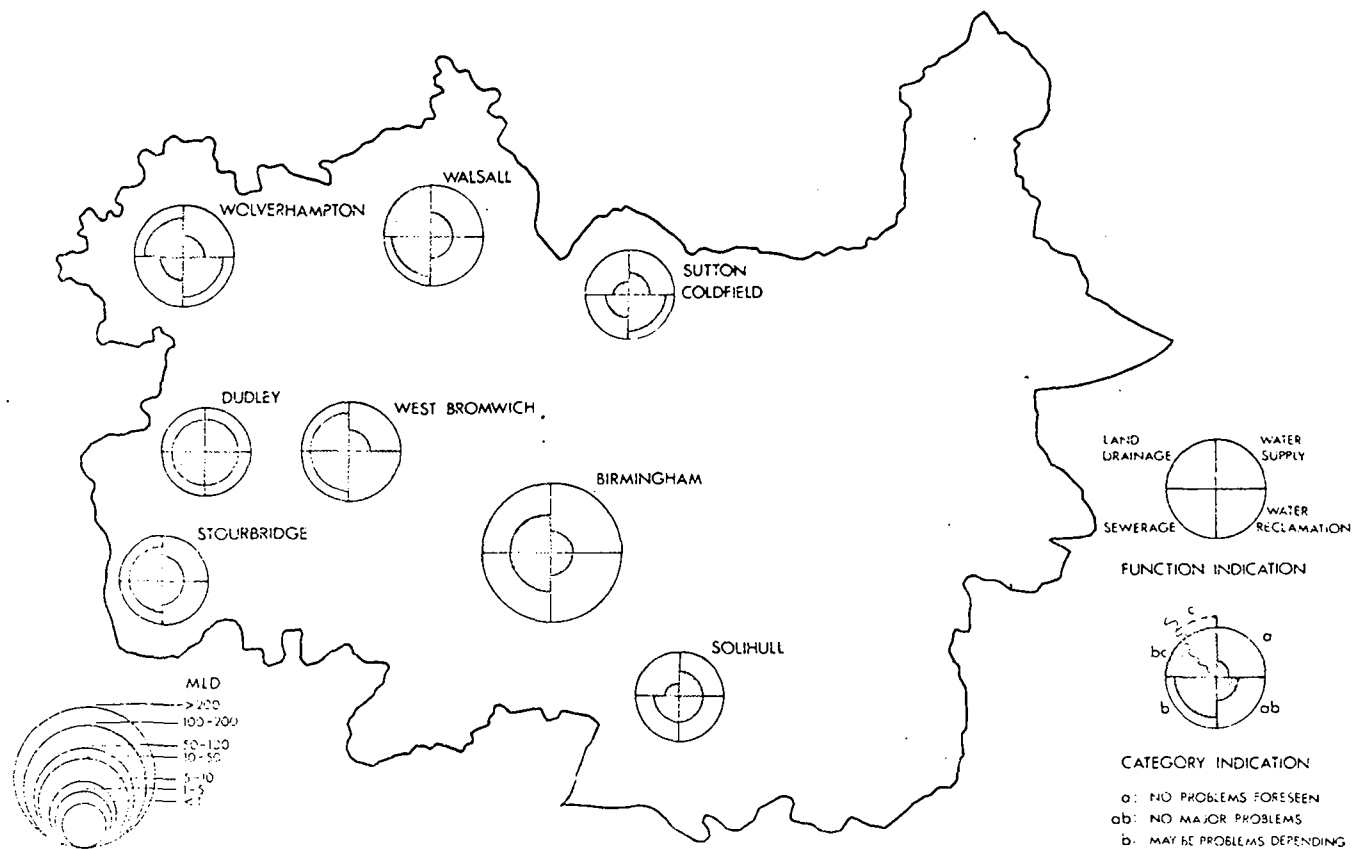 WALSALL
WOLVERHAMPTON
SUTTON
COLDFIELD
DUDLEY
WEST BROMWICH
BIRMINGHAM
STOURBRIDGE
SOLIHULL
MLD
>200
100-200
50-100
10-50
5-10
1-5
<1
LAND
DRAINAGE
WATER
SUPPLY
SEWERAGE
WATER
RECLAMATION
FUNCTION INDICATION
c
a
bc
b
ab
CATEGORY INDICATION
a: NO PROBLEMS FORESEEN
ab: NO MAJOR PROBLEMS
b: MAY BE PROBLEMS DEPENDING